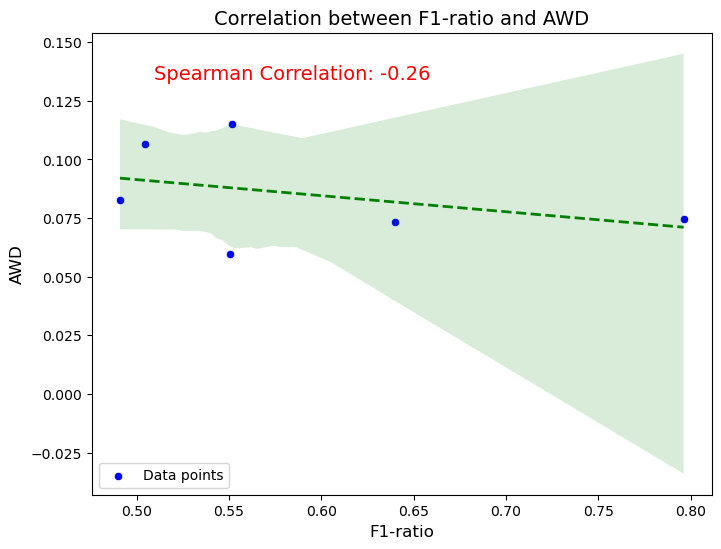 Correlation between F1-ratio and AWD
Spearman Correlation: -0.26
AWD
0.150
0.125
0.100
0.075
0.050
0.025
0.000
−0.025
Data points
0.50 0.55 0.60 0.65 0.70 0.75 0.80
F1-ratio